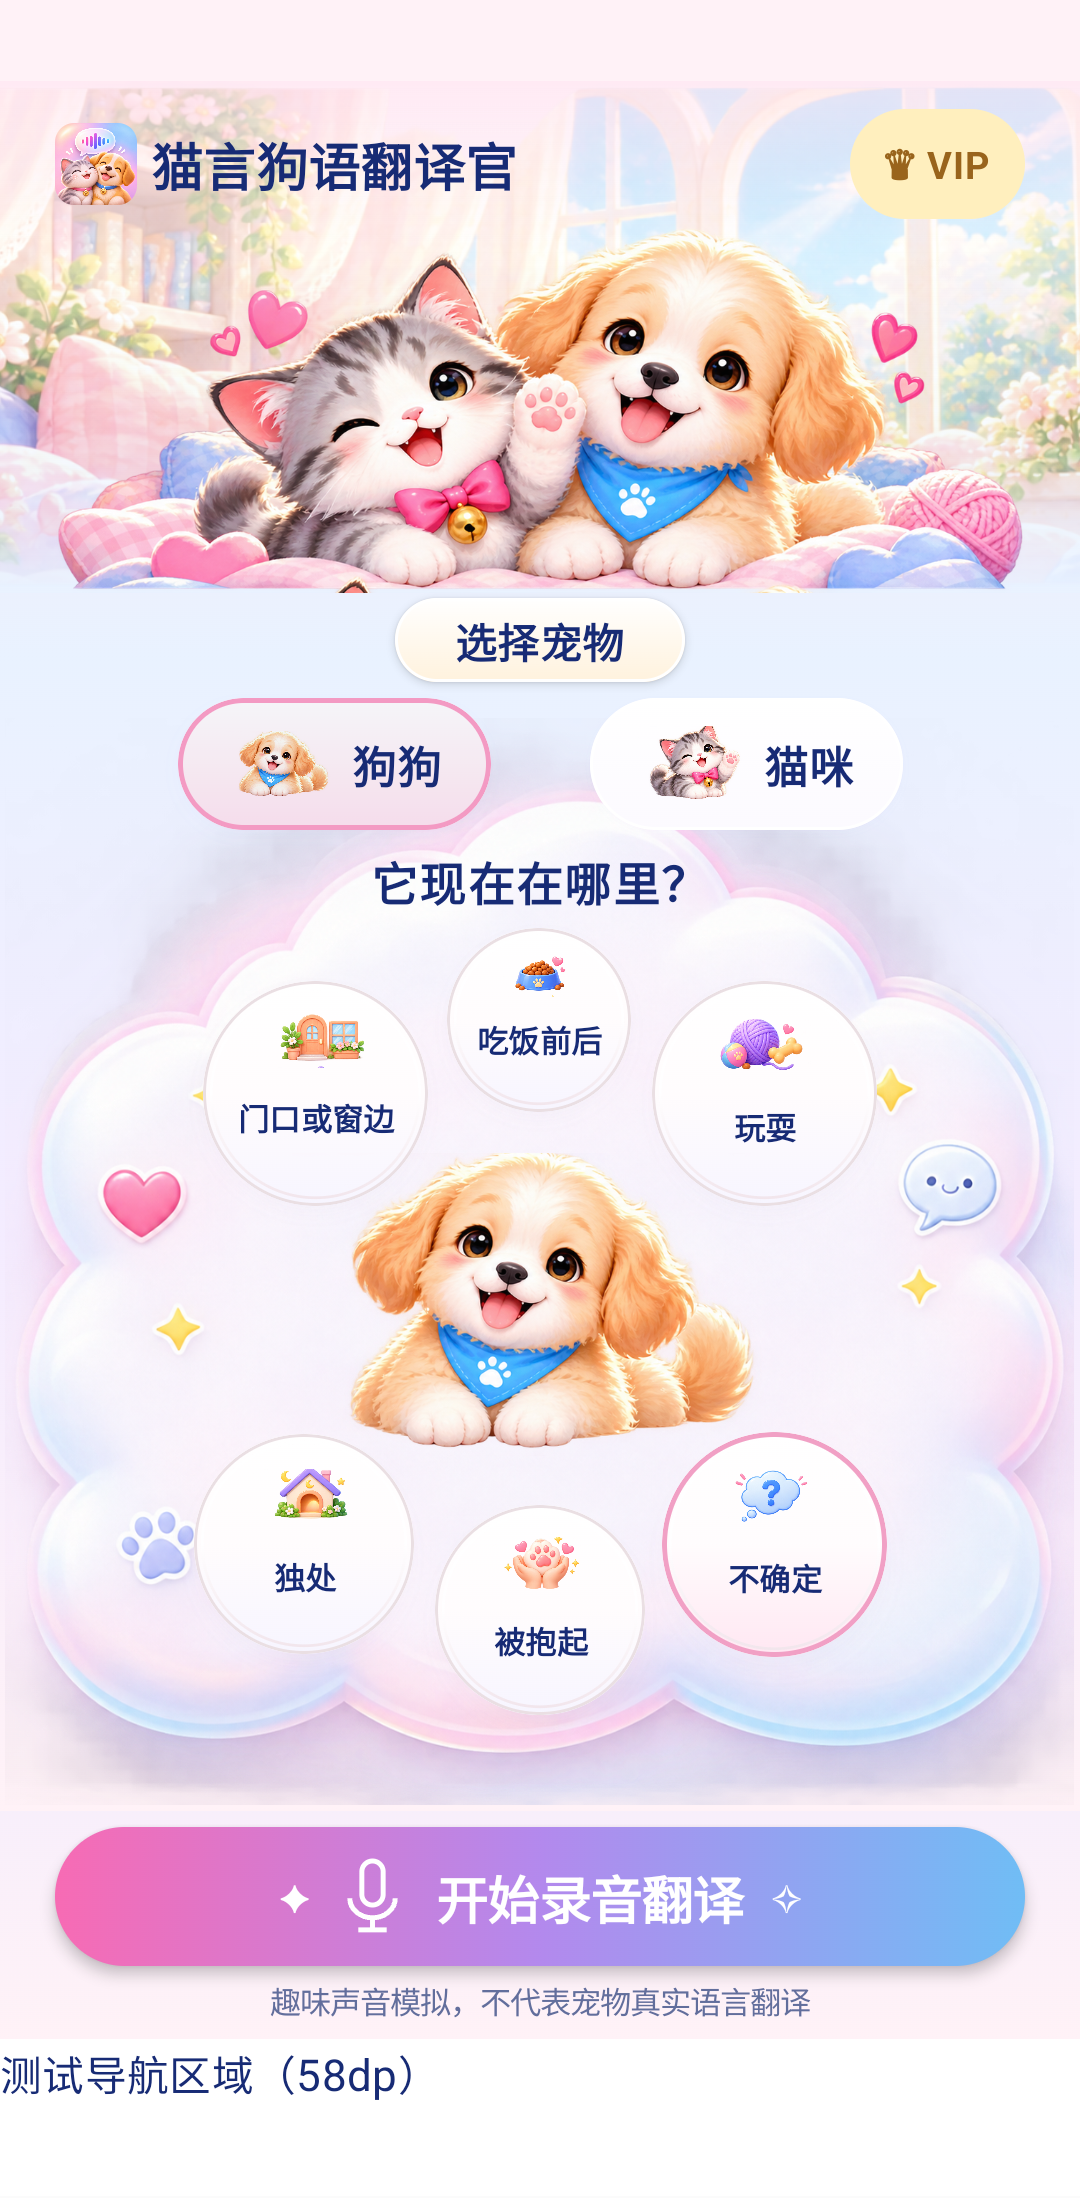 猫言狗语翻译官
VIP
选择宠物
狗狗
猫咪
它现在在哪里？
吃饭前后
门口或窗边
玩耍
独处
不确定
被抱起
开始录音翻译
趣味声音模拟，不代表宠物真实语言翻译
测试导航区域（58dp）